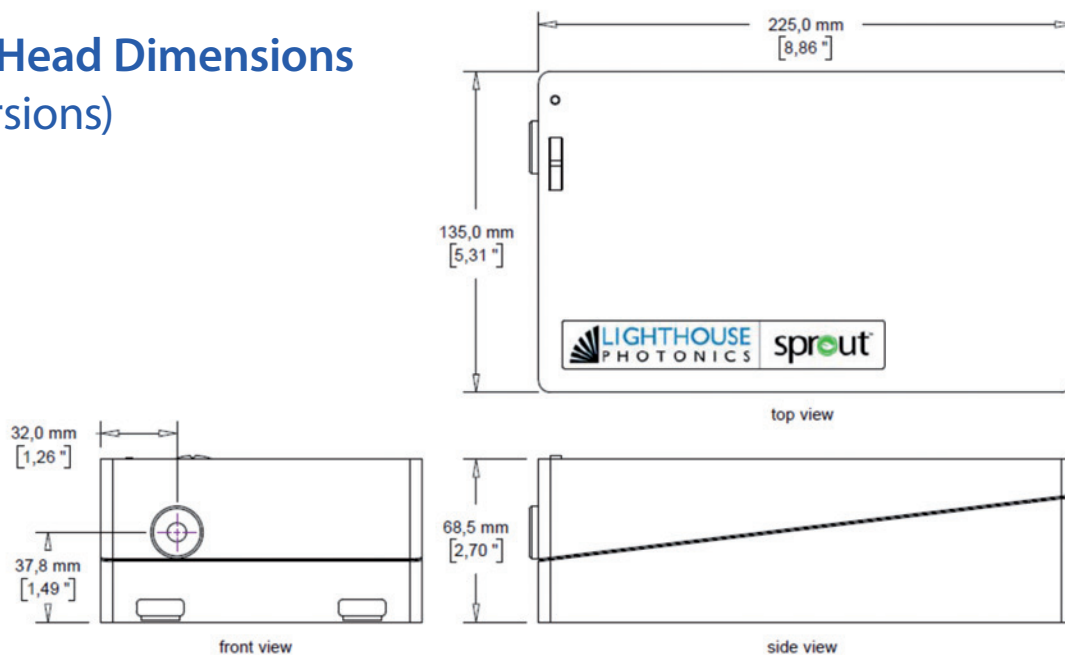 Head Dimensions
rsions)
225,0 mm
[8,86 "]
135,0 mm
[5,31 "]
LIGHTHOUSE
PHOTONICS
sprout™
top view
32,0 mm
[1,26 "]
37,8 mm
[1,49 "]
68,5 mm
[2,70 "]
front view
side view